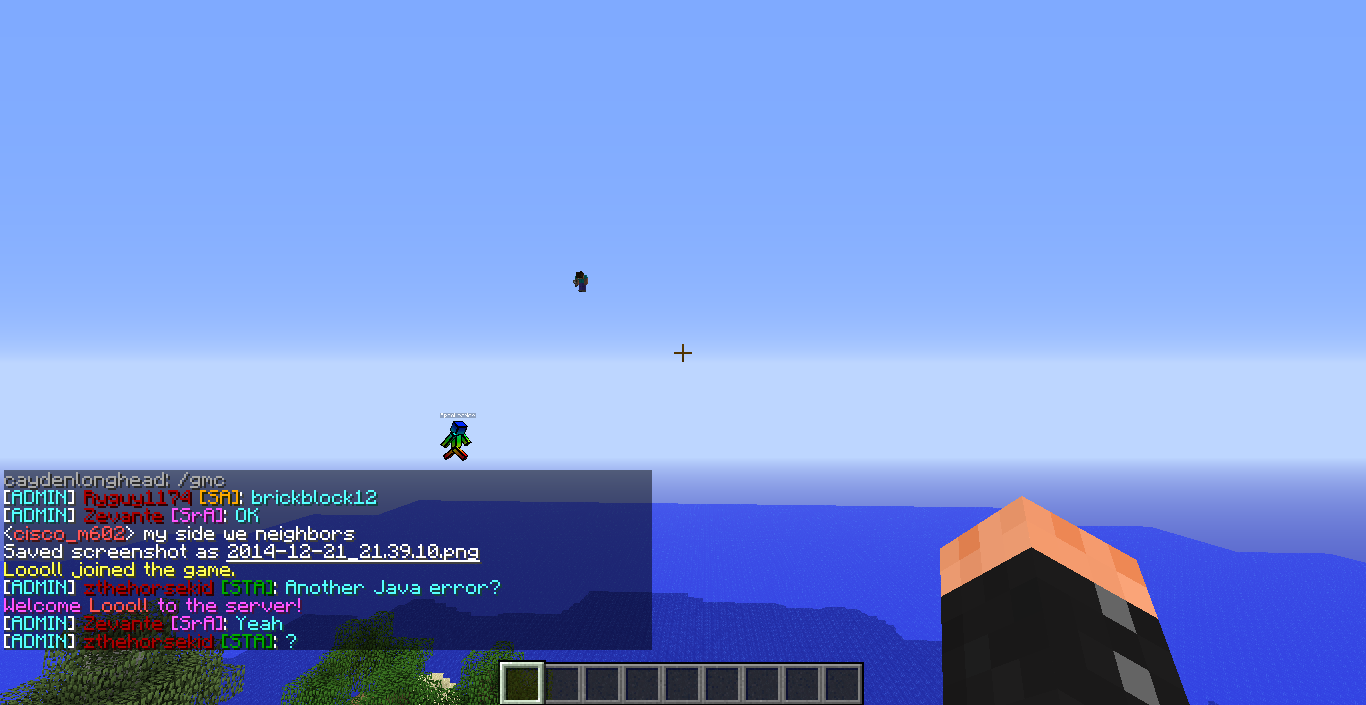 caydenlonghead: /gmc
[ADMIN] Ryguy1174 [SA]: brickblock12
[ADMIN] Zevante [SrA]: OK
<cisco_m602> my side we neighbors
Saved screenshot as 2014-12-21_21.39.10.png
Loooll joined the game.
[ADMIN] zthehorsekid [STA]: Another Java error?
Welcome Loooll to the server!
[ADMIN] Zevante [SrA]: Yeah
[ADMIN] zthehorsekid [STA]: ?